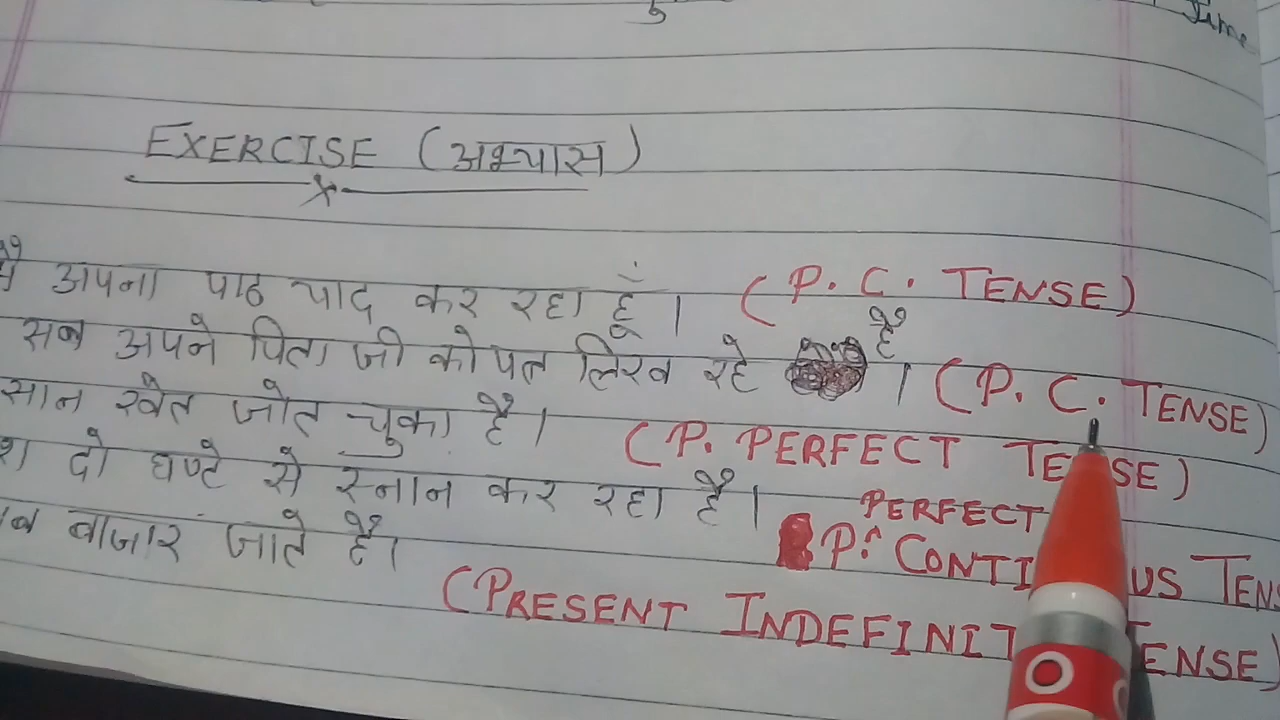 Time
EXERCISE (अभ्यास)
मैं अपना पाठ याद कर रहा हूँ। (P. C. TENSE)
सब अपने पिता जी को पत्र लिख रहे हैं। (P. C. TENSE)
सान खेत जोत चुका है। (P. PERFECT TENSE)
दो घण्टे से स्नान कर रहा है। PERFECT
बाजार जाते हैं। P.^ CONTI US TENS
(PRESENT INDEFINIT ENSE)